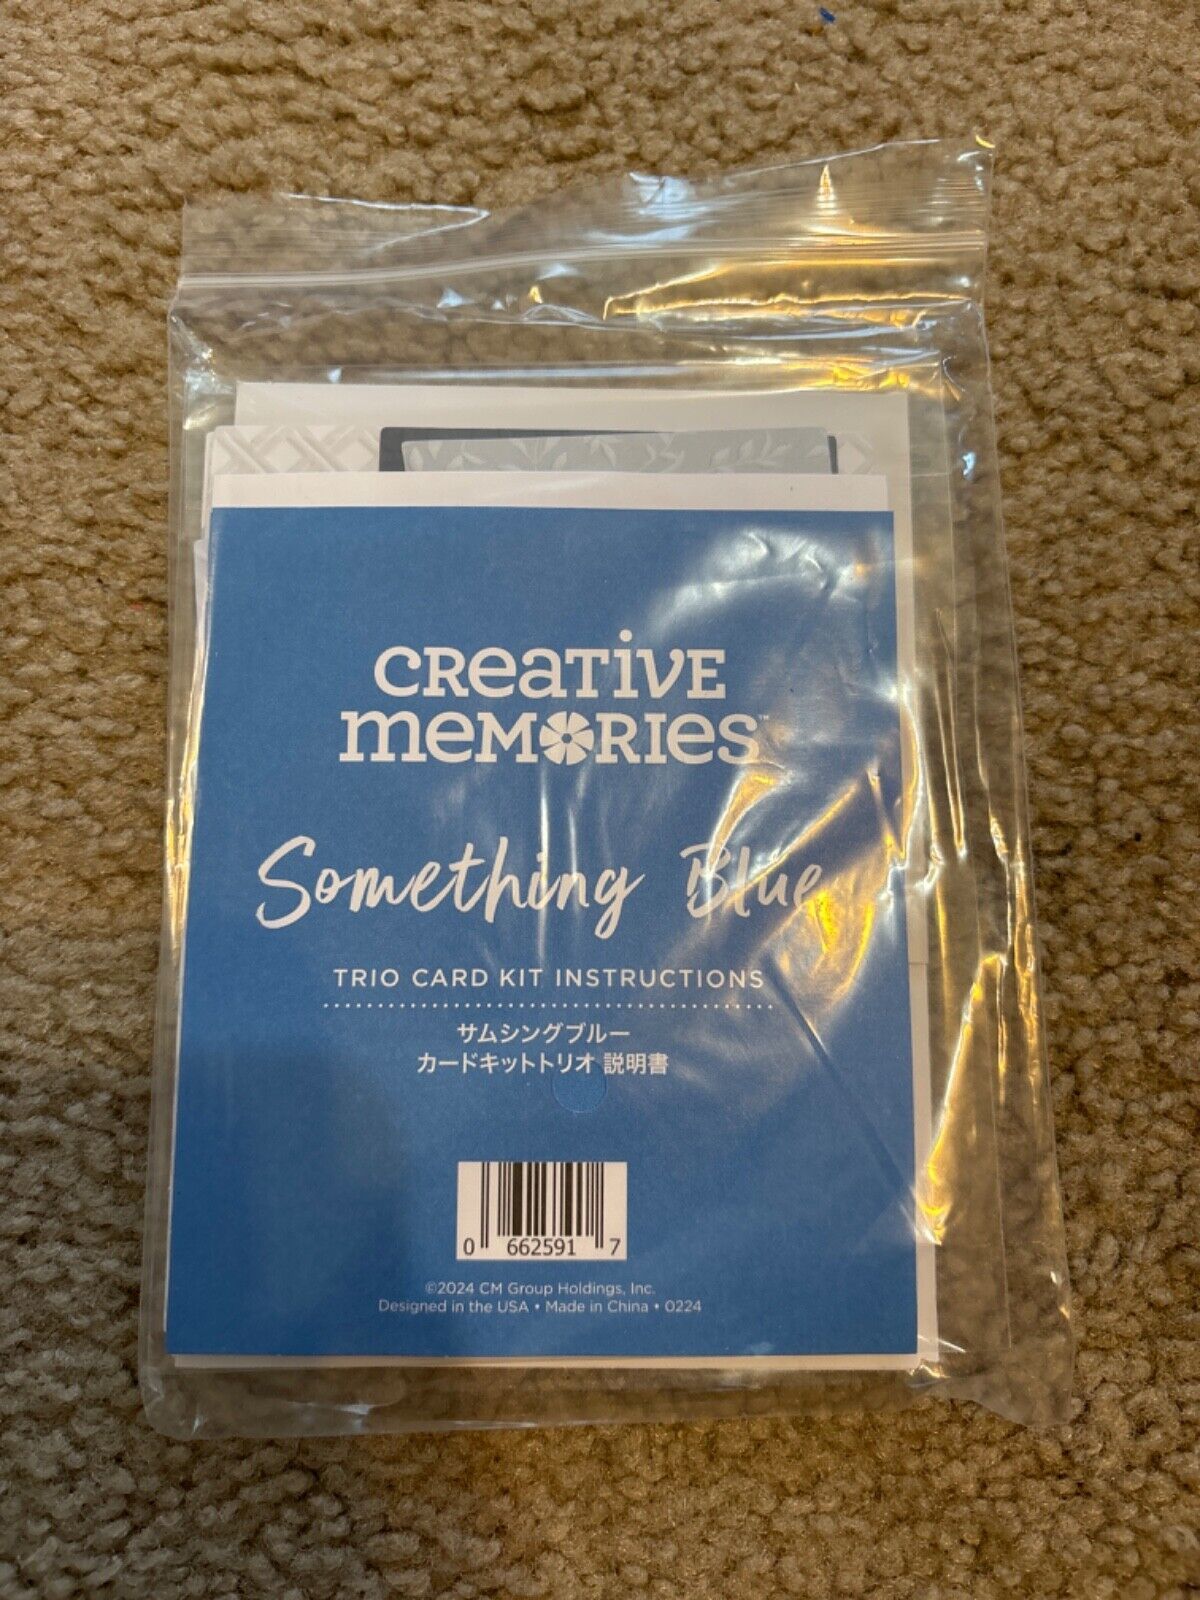 CReaTive
memories™
Something Blue
TRIO CARD KIT INSTRUCTIONS
サムシングブルー
カードキットトリオ 説明書
0 662591 7
©2024 CM Group Holdings, Inc.
Designed in the USA • Made in China • 0224